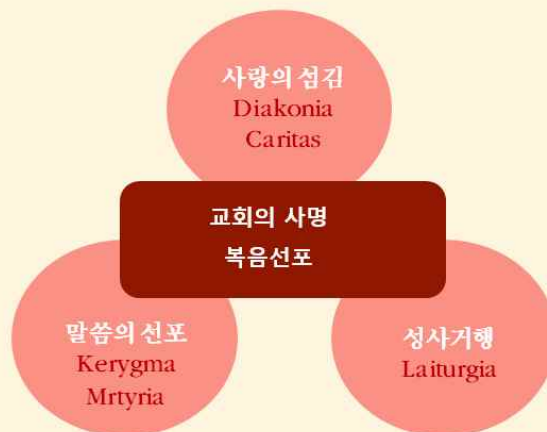 사랑의 섬김
Diakonia
Caritas
교회의 사명
복음선포
말씀의 선포
Kerygma
Mrtyria
성사거행
Laiturgia